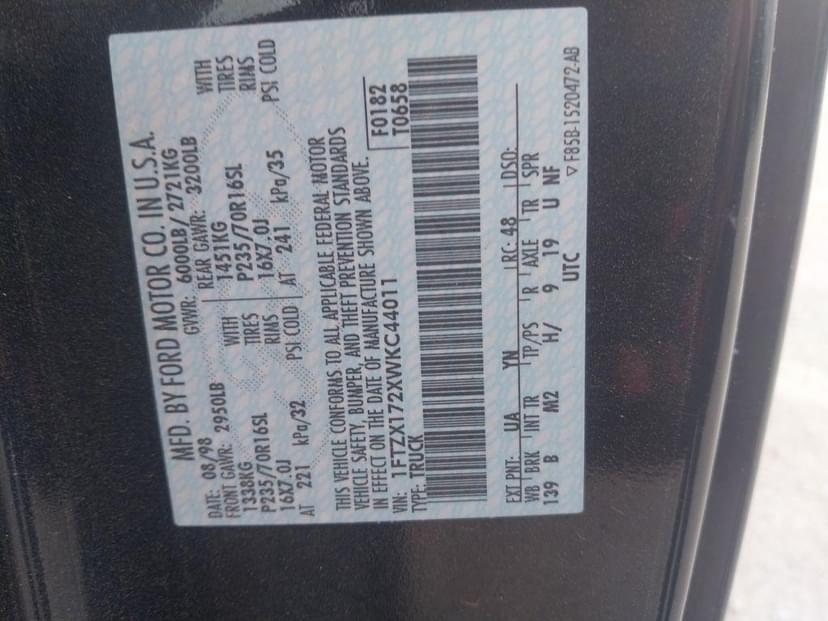 MFD. BY FORD MOTOR CO. IN U.S.A.
DATE: 08/98 GVWR: 6000LB / 2721KG
FRONT GAWR: 2950LB REAR GAWR: 3200LB
1338KG WITH 1451KG WITH
P235/70R16SL TIRES P235/70R16SL TIRES
16X7.0J RIMS 16X7.0J RIMS
AT 221 kPa/32 PSI COLD AT 241 kPa/35 PSI COLD
THIS VEHICLE CONFORMS TO ALL APPLICABLE FEDERAL MOTOR
VEHICLE SAFETY, BUMPER, AND THEFT PREVENTION STANDARDS
IN EFFECT ON THE DATE OF MANUFACTURE SHOWN ABOVE.
VIN: 1FTZX172XWKC44011 F0182
TYPE: TRUCK T0658
EXT PNT: UA YN RC: 48 DSO:
WB BRK INT TR TP/PS R AXLE TR SPR
139 B M2 H/ 9 19 U NF
UTC
▽ F85B-1520472-AB